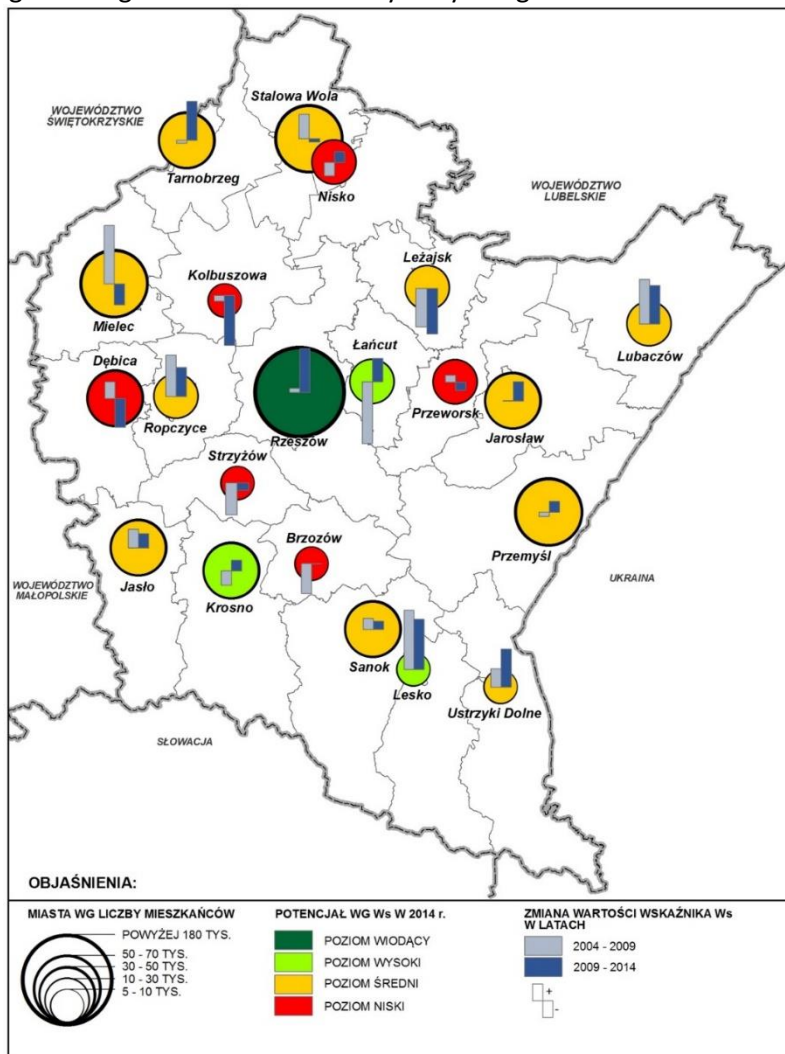 Stalowa Wola
WOJEWÓDZTWO
ŚWIĘTOKRZYSKIE
Tarnobrzeg
Nisko
WOJEWÓDZTWO
LUBELSKIE
Leżajsk
Kolbuszowa
Mielec
Łańcut
Lubaczów
Dębica
Ropczyce
Rzeszów
Przeworsk
Jarosław
Strzyżów
Przemyśl
Brzozów
Jasło
WOJEWÓDZTWO
MAŁOPOLSKIE
Krosno
UKRAINA
Sanok
Lesko
Ustrzyki Dolne
SŁOWACJA
OBJAŚNIENIA:
MIASTA WG LICZBY MIESZKAŃCÓW
POWYŻEJ 180 TYS.
50 - 70 TYS.
30 - 50 TYS.
10 - 30 TYS.
5 - 10 TYS.
POTENCJAŁ WG Ws W 2014 r.
POZIOM WIODĄCY
POZIOM WYSOKI
POZIOM ŚREDNI
POZIOM NISKI
ZMIANA WARTOŚCI WSKAŹNIKA Ws
W LATACH
2004 - 2009
2009 - 2014
+
-